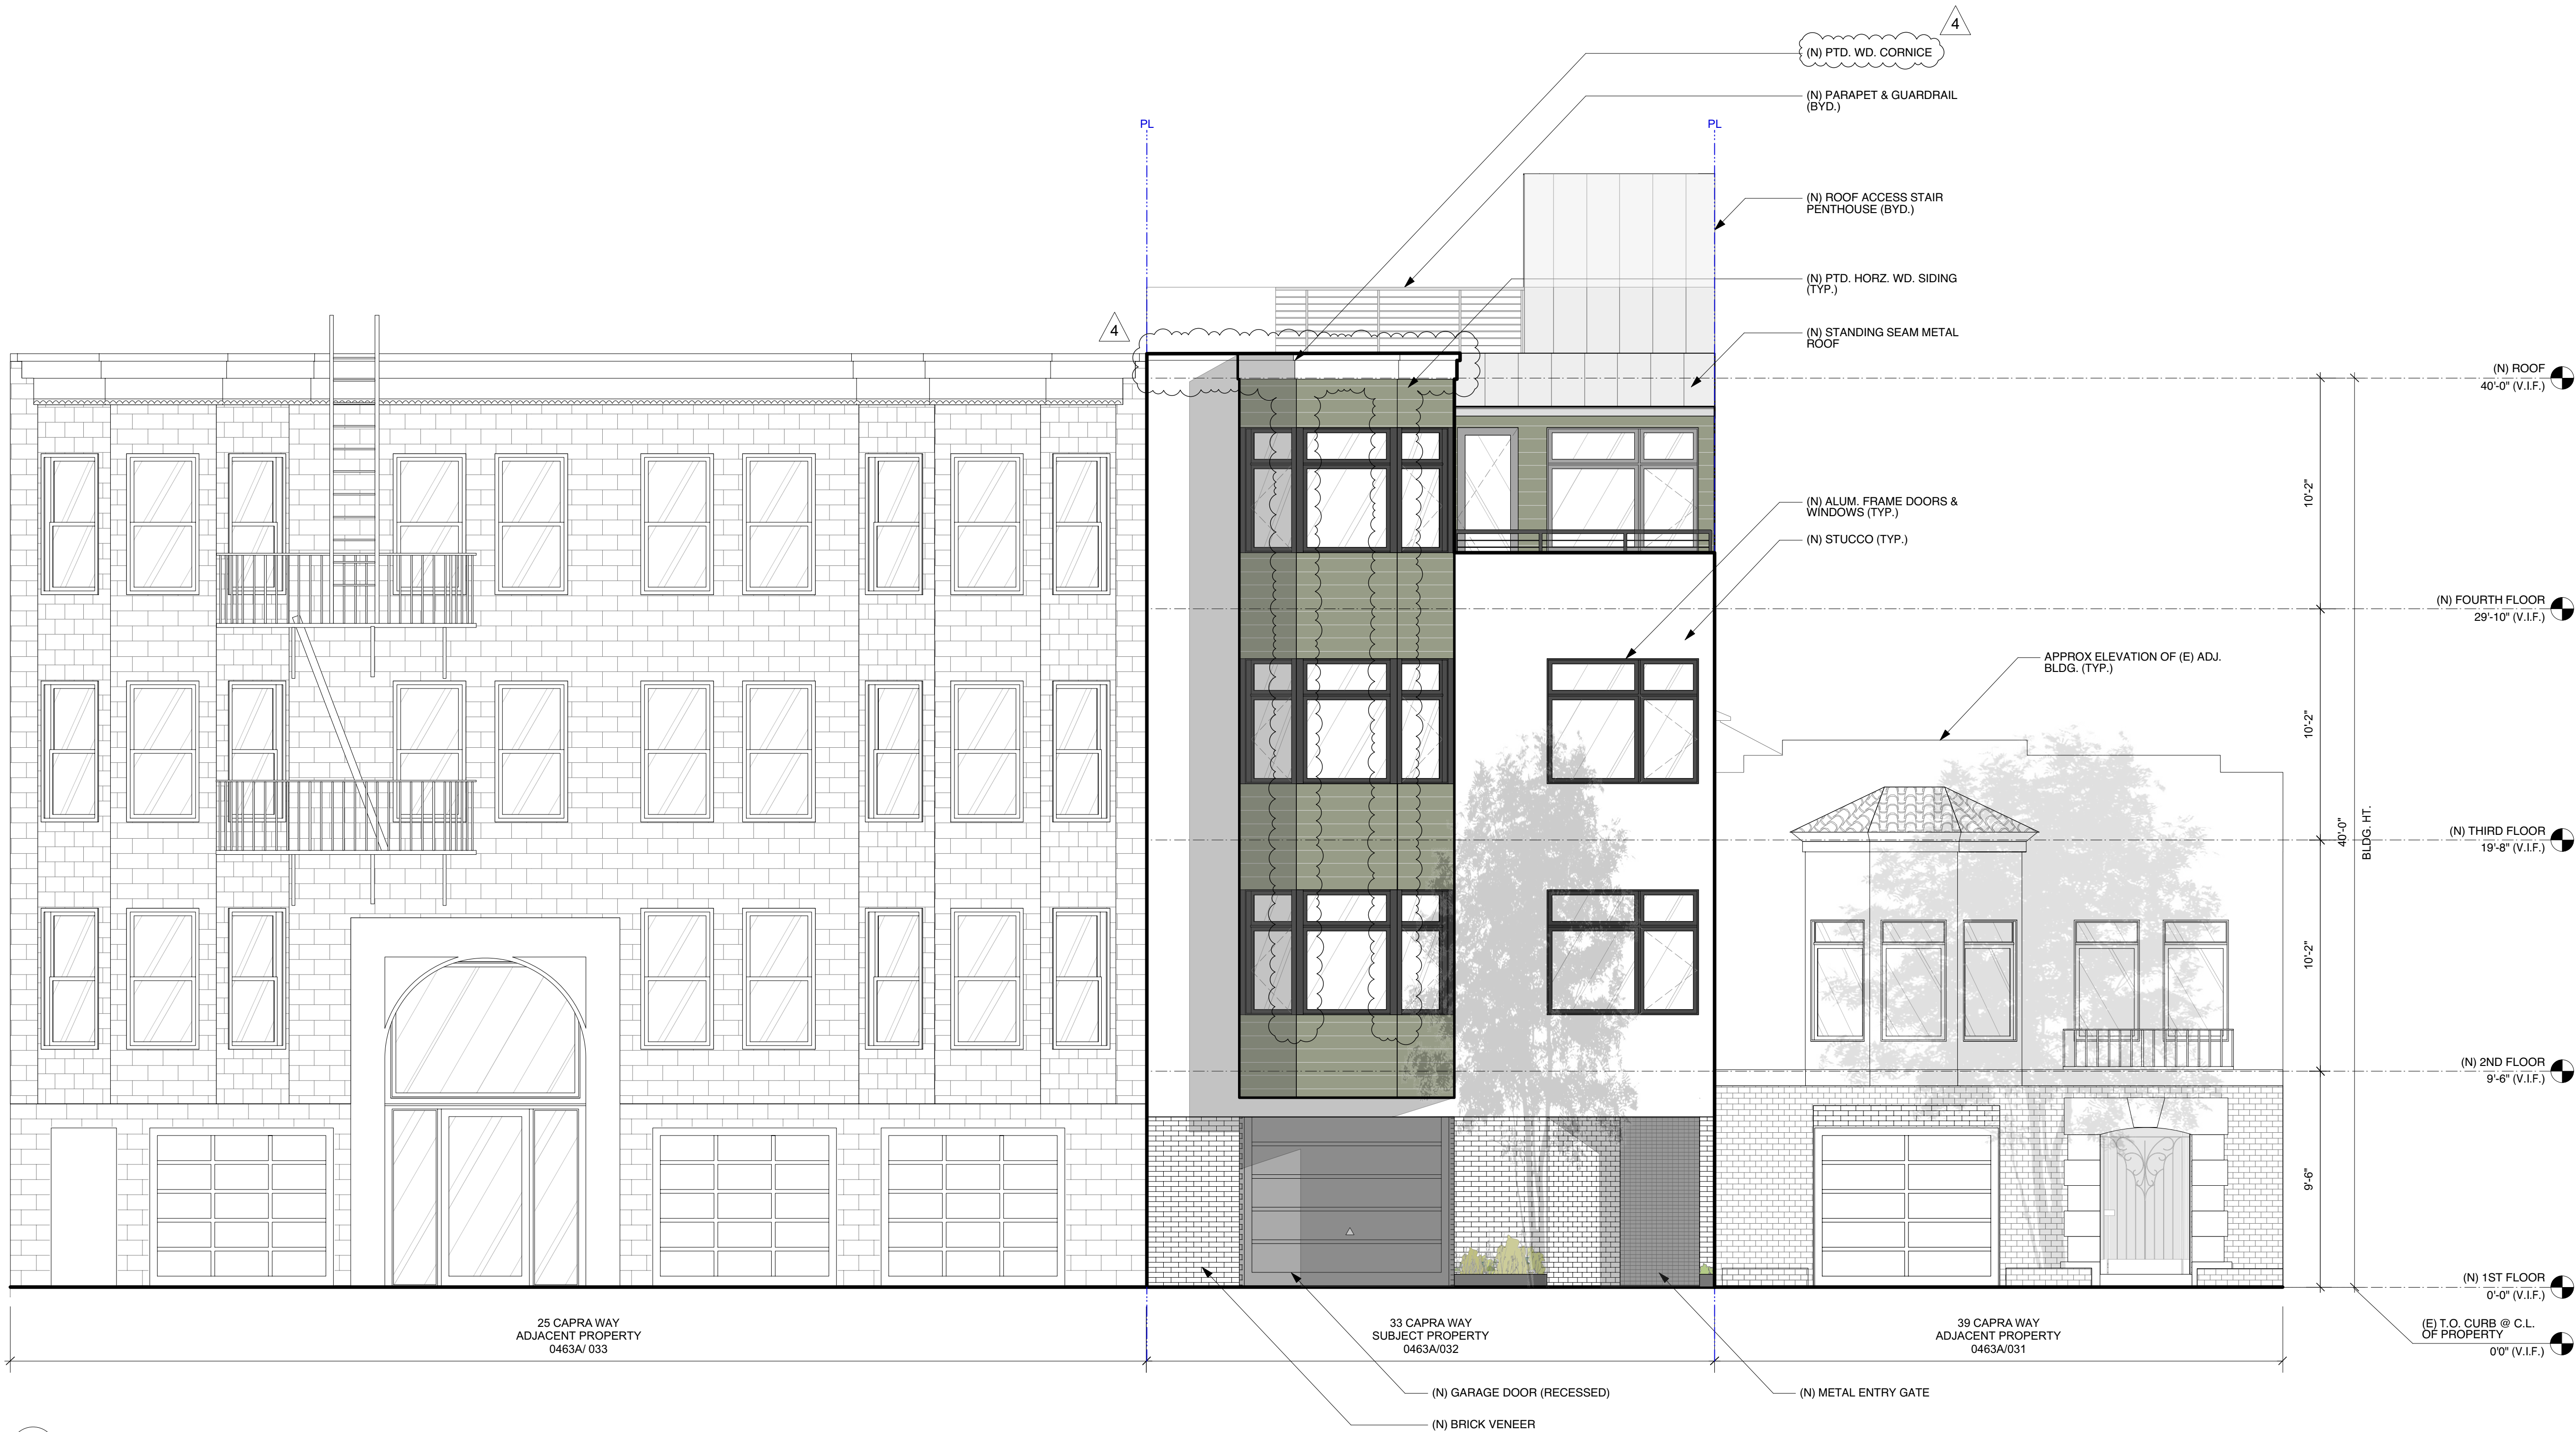 4
(N) PTD. WD. CORNICE
(N) PARAPET & GUARDRAIL
(BYD.)
PL
PL
(N) ROOF ACCESS STAIR
PENTHOUSE (BYD.)
(N) PTD. HORZ. WD. SIDING
(TYP.)
4
(N) STANDING SEAM METAL
ROOF
(N) ROOF
40'-0" (V.I.F.)
10'-2"
(N) ALUM. FRAME DOORS &
WINDOWS (TYP.)
(N) STUCCO (TYP.)
(N) FOURTH FLOOR
29'-10" (V.I.F.)
APPROX ELEVATION OF (E) ADJ.
BLDG. (TYP.)
10'-2"
40'-0"
BLDG. HT.
(N) THIRD FLOOR
19'-8" (V.I.F.)
10'-2"
(N) 2ND FLOOR
9'-6" (V.I.F.)
9'-6"
(N) 1ST FLOOR
0'-0" (V.I.F.)
25 CAPRA WAY
ADJACENT PROPERTY
0463A/ 033
33 CAPRA WAY
SUBJECT PROPERTY
0463A/032
39 CAPRA WAY
ADJACENT PROPERTY
0463A/031
(E) T.O. CURB @ C.L.
OF PROPERTY
0'0" (V.I.F.)
(N) GARAGE DOOR (RECESSED)
(N) METAL ENTRY GATE
(N) BRICK VENEER